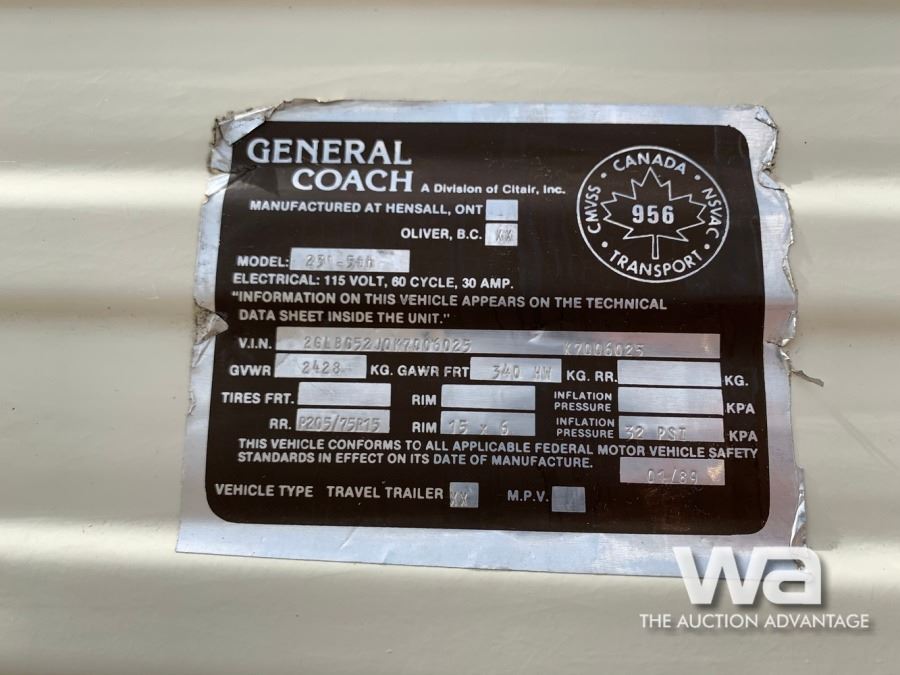 GENERAL
COACH A Division of Citair, Inc.
MANUFACTURED AT HENSALL, ONT
OLIVER, B.C. XX
MODEL:
ELECTRICAL: 115 VOLT, 60 CYCLE, 30 AMP.
"INFORMATION ON THIS VEHICLE APPEARS ON THE TECHNICAL
DATA SHEET INSIDE THE UNIT."
V.I.N. K7006025
GVWR 2428 KG. GAWR FRT 340 HW KG. RR. KG.
TIRES FRT. RIM INFLATION PRESSURE KPA
RR. P205/75R15 RIM 15 x 6 INFLATION PRESSURE 32 PSI KPA
THIS VEHICLE CONFORMS TO ALL APPLICABLE FEDERAL MOTOR VEHICLE SAFETY
STANDARDS IN EFFECT ON ITS DATE OF MANUFACTURE.
01/89
VEHICLE TYPE TRAVEL TRAILER XX M.P.V.
CANADA
CMVSS • NSVAC
956
TRANSPORT
wa
THE AUCTION ADVANTAGE